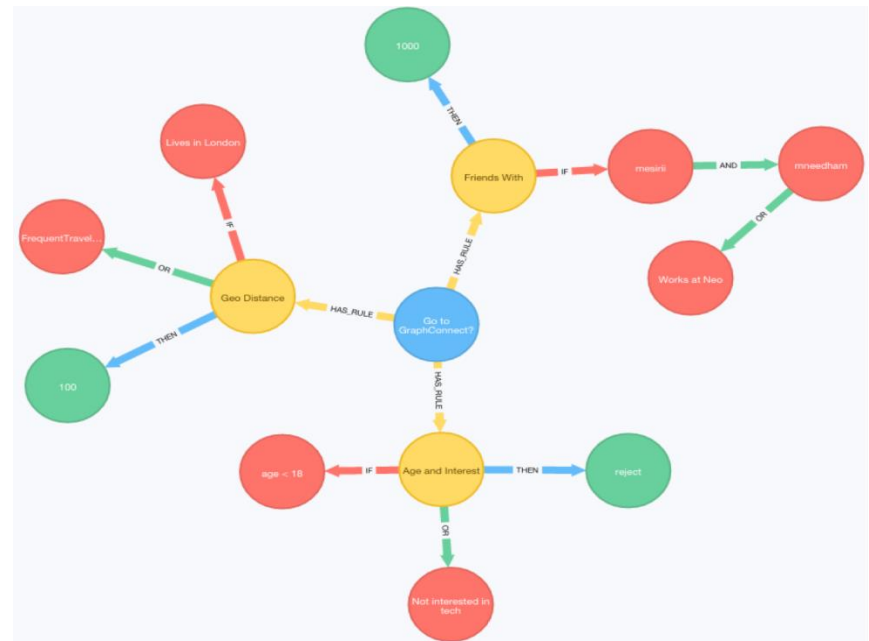 1000
THEN
Lives in London
Friends With
IF
mesirii
AND
mneedham
IF
OR
FrequentTravel...
OR
HAS_RULE
Works at Neo
Geo Distance
HAS_RULE
Go to
GraphConnect?
THEN
100
HAS_RULE
age < 18
IF
Age and Interest
THEN
reject
OR
Not interested in
tech